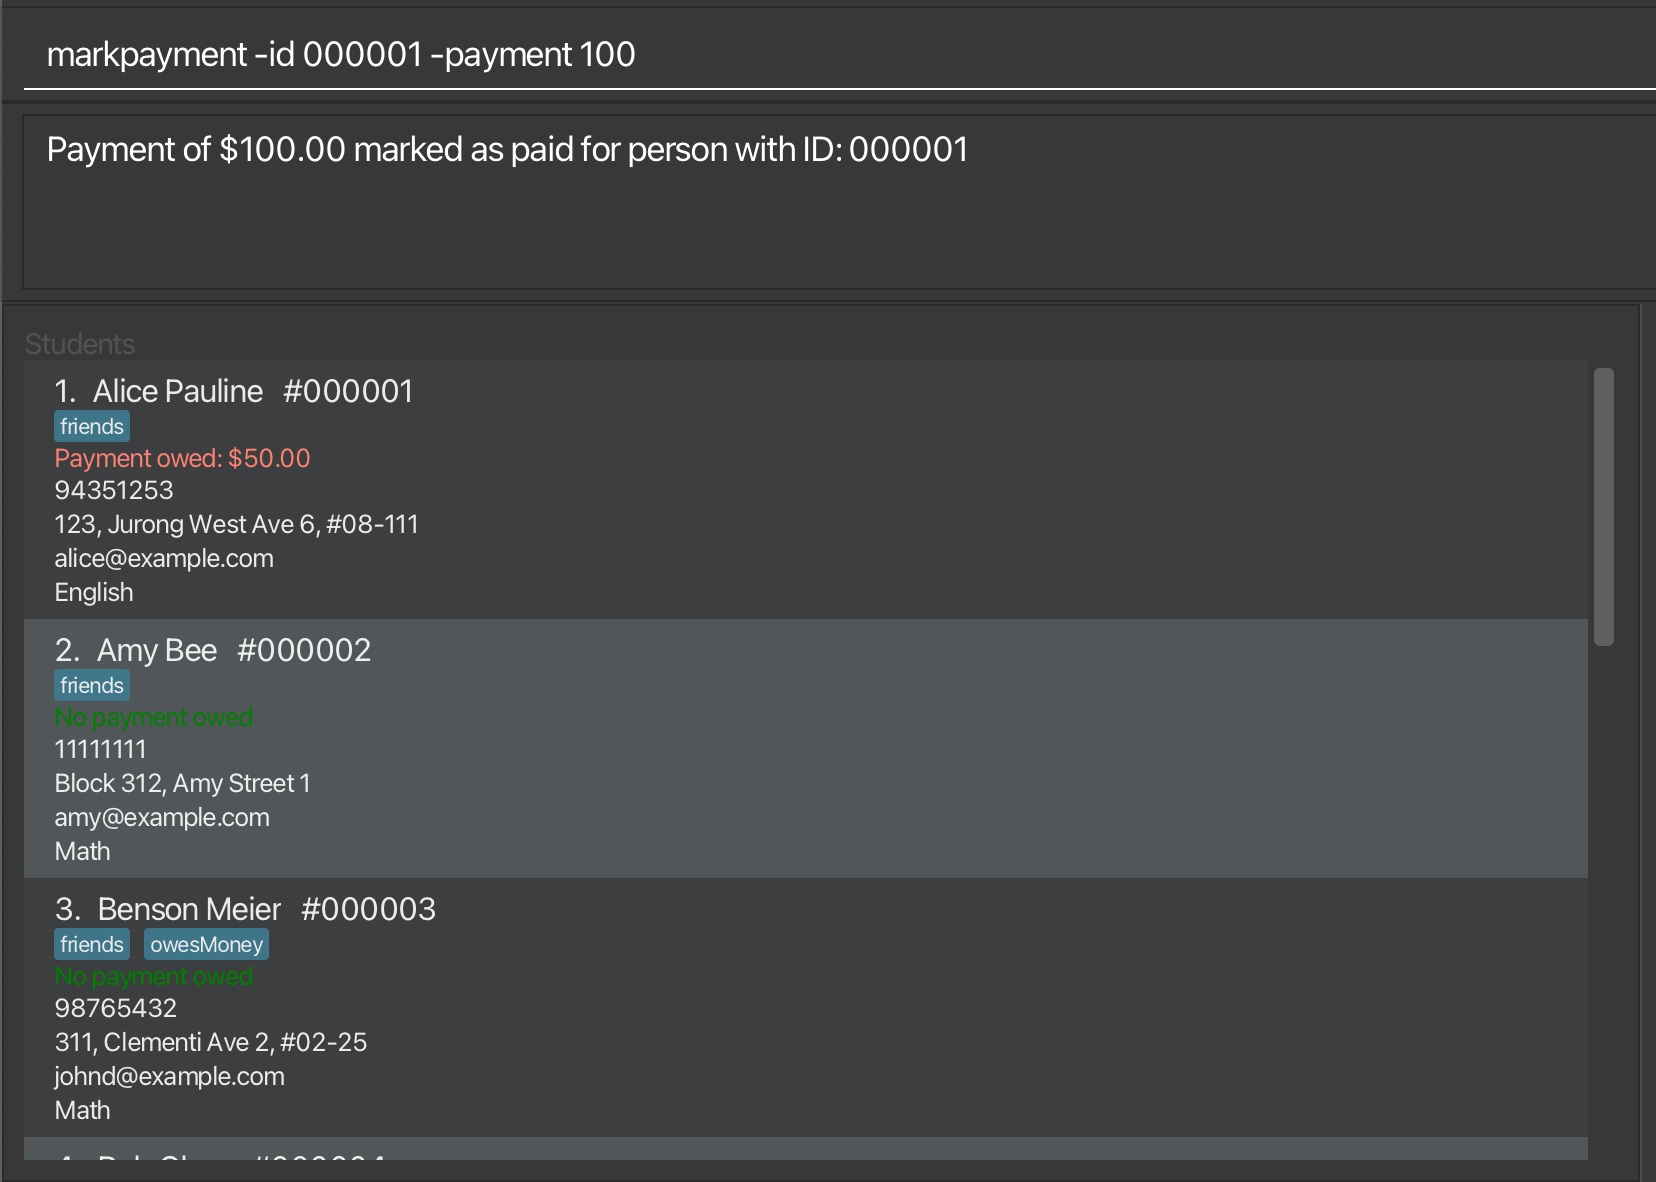 markpayment -id 000001 -payment 100
Payment of $100.00 marked as paid for person with ID: 000001
Students
1. Alice Pauline #000001
friends
Payment owed: $50.00
94351253
123, Jurong West Ave 6, #08-111
alice@example.com
English
2. Amy Bee #000002
friends
No payment owed
11111111
Block 312, Amy Street 1
amy@example.com
Math
3. Benson Meier #000003
friends owesMoney
No payment owed
98765432
311, Clementi Ave 2, #02-25
johnd@example.com
Math